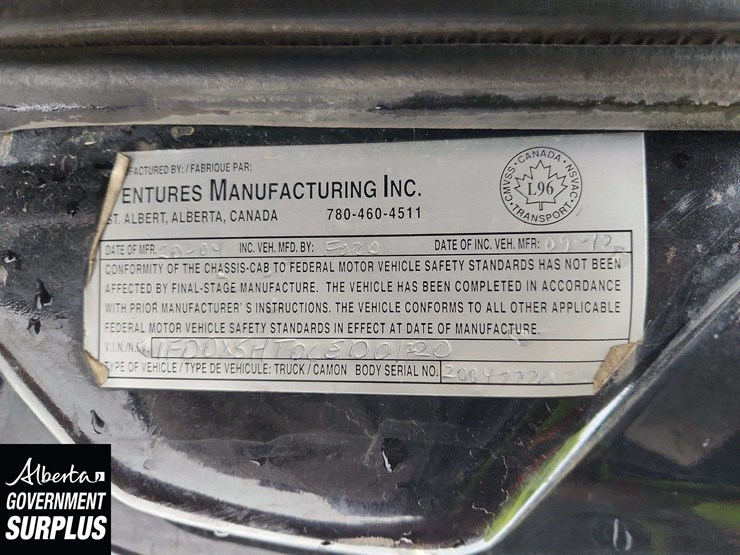 FACTURED BY: / FABRIQUE PAR:
ENTURES MANUFACTURING INC.
ST. ALBERT, ALBERTA, CANADA 780-460-4511
CANADA
CMVSS NSVAC
L96
TRANSPORT
DATE OF MFR. INC. VEH. MFD. BY: DATE OF INC. VEH. MFR:
CONFORMITY OF THE CHASSIS-CAB TO FEDERAL MOTOR VEHICLE SAFETY STANDARDS HAS NOT BEEN
AFFECTED BY FINAL-STAGE MANUFACTURE. THE VEHICLE HAS BEEN COMPLETED IN ACCORDANCE
WITH PRIOR MANUFACTURER'S INSTRUCTIONS. THE VEHICLE CONFORMS TO ALL OTHER APPLICABLE
FEDERAL MOTOR VEHICLE SAFETY STANDARDS IN EFFECT AT DATE OF MANUFACTURE.
V.I.N./N.I.V.
TYPE OF VEHICLE / TYPE DE VEHICULE: TRUCK / CAMON BODY SERIAL NO.
Alberta
GOVERNMENT
SURPLUS